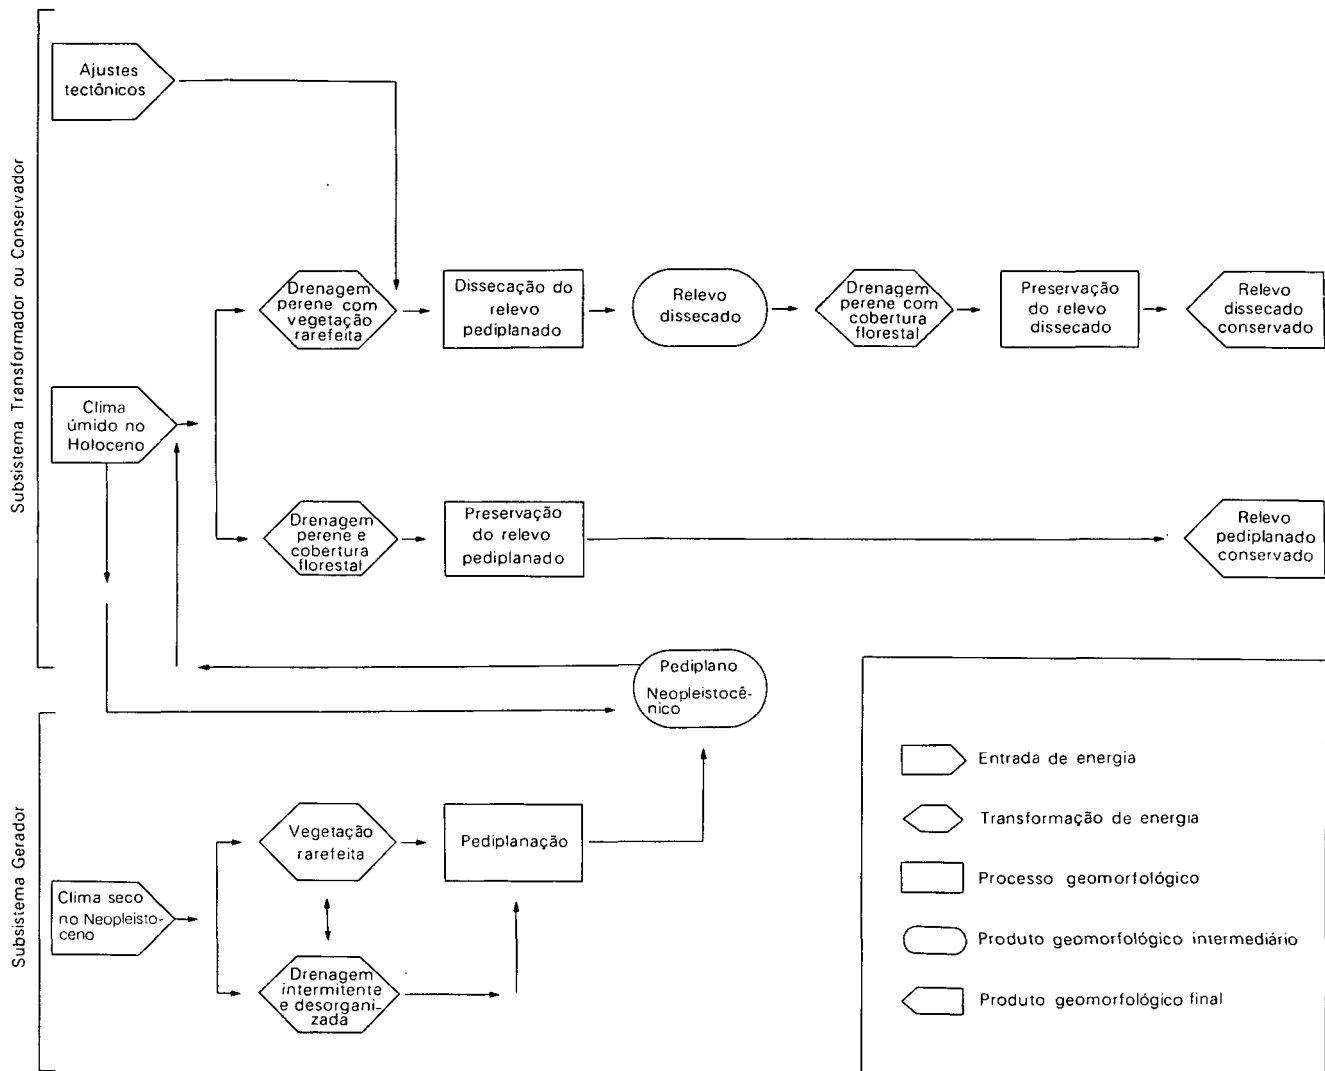 Subsistema Transformador ou Conservador
Ajustes
tectônicos
Drenagem
perene com
vegetação
rarefeita
Dissecação do
relevo
pediplanado
Relevo
dissecado
Drenagem
perene com
cobertura
florestal
Preservação
do relevo
dissecado
Relevo
dissecado
conservado
Clima
úmido no
Holoceno
Drenagem
perene e
cobertura
florestal
Preservação
do relevo
pediplanado
Relevo
pediplanado
conservado
Pediplano
Neopleistocê-
nico
Subsistema Gerador
Clima seco
no Neopleisto-
ceno
Vegetação
rarefeita
Pediplanação
Drenagem
intermitente
e desorgani-
zada
Entrada de energia
Transformação de energia
Processo geomorfológico
Produto geomorfológico intermediário
Produto geomorfológico final